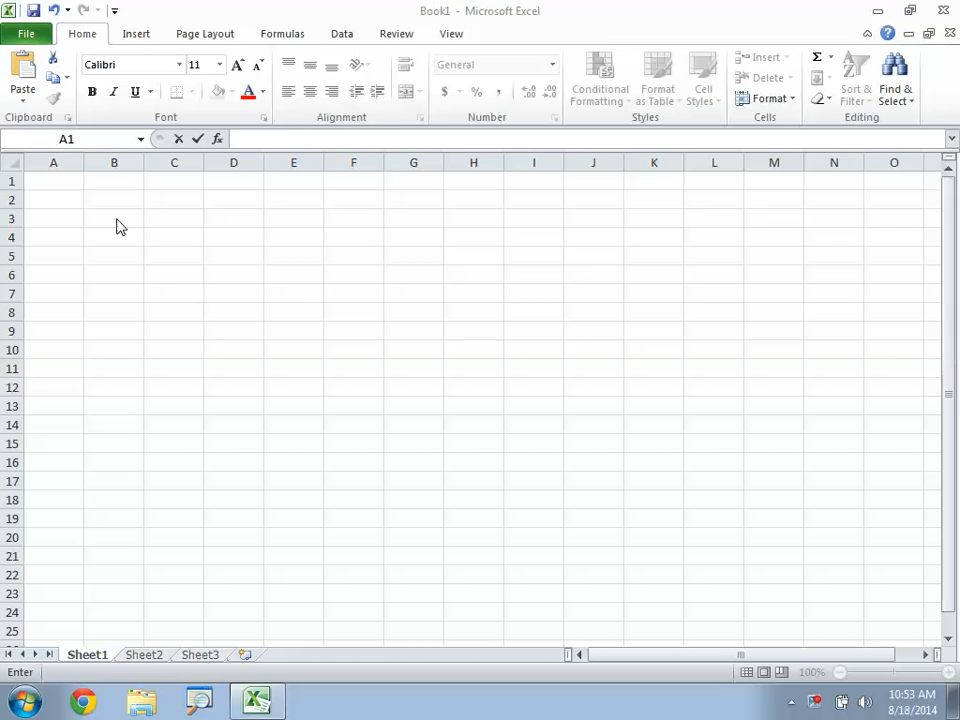 Book1 - Microsoft Excel
File Home Insert Page Layout Formulas Data Review View
Calibri 11 General
Paste
Conditional Formatting
Format as Table
Cell Styles
Insert
Delete
Format
Sort & Filter
Find & Select
Clipboard Font Alignment Number Styles Cells Editing
A1 fx
A B C D E F G H I J K L M N O
1
2
3
4
5
6
7
8
9
10
11
12
13
14
15
16
17
18
19
20
21
22
23
24
25
Sheet1 Sheet2 Sheet3
Enter 100%
10:53 AM
8/18/2014